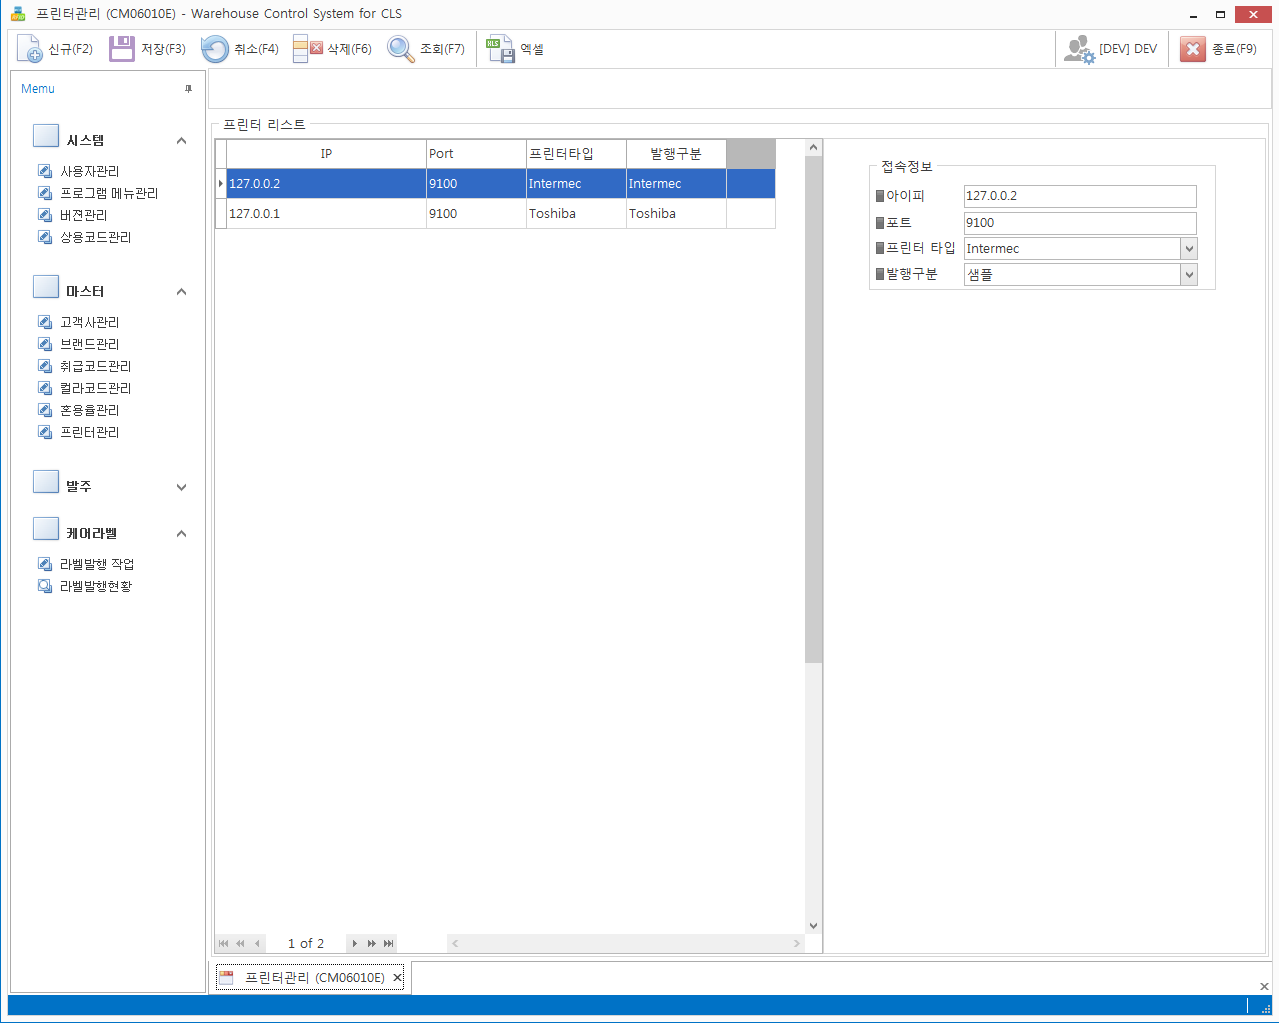 프린터관리 (CM06010E) - Warehouse Control System for CLS
신규(F2) 저장(F3) 취소(F4) 삭제(F6) 조회(F7) 엑셀 [DEV] DEV 종료(F9)
Memu
시스템
사용자관리
프로그램 메뉴관리
버젼관리
상용코드관리
마스터
고객사관리
브랜드관리
취급코드관리
컬라코드관리
혼용율관리
프린터관리
발주
케어라벨
라벨발행 작업
라벨발행현황
프린터 리스트
IP Port 프린터타입 발행구분
127.0.0.2 9100 Intermec Intermec
127.0.0.1 9100 Toshiba Toshiba
1 of 2
접속정보
아이피 127.0.0.2
포트 9100
프린터 타입 Intermec
발행구분 샘플
프린터관리 (CM06010E)